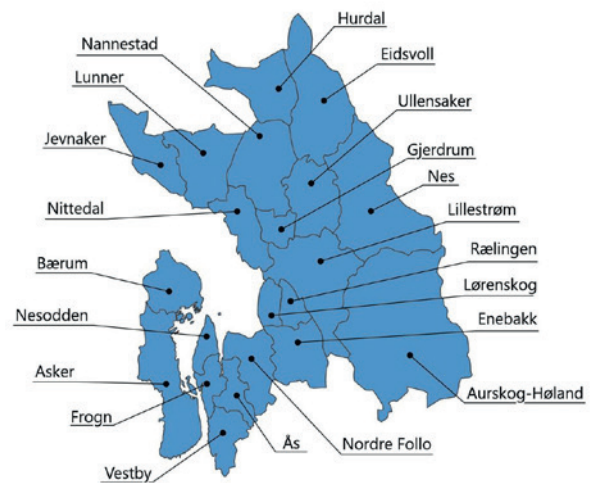 Hurdal
Nannestad
Eidsvoll
Lunner
Ullensaker
Jevnaker
Gjerdrum
Nes
Nittedal
Lillestrøm
Rælingen
Bærum
Lørenskog
Nesodden
Enebakk
Asker
Aurskog-Høland
Frogn
Ås
Nordre Follo
Vestby